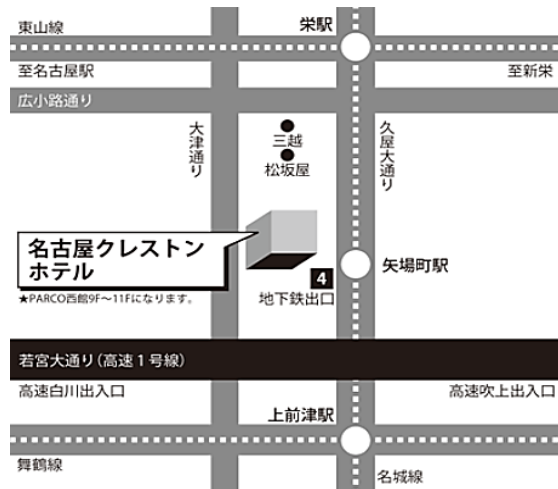 東山線
栄駅
至名古屋駅
至新栄
広小路通り
大津通り
三越
松坂屋
久屋大通り
名古屋クレストン
ホテル
★PARCO西館9F～11Fになります。
4
地下鉄出口
矢場町駅
若宮大通り(高速1号線)
高速白川出入口
高速吹上出入口
上前津駅
舞鶴線
名城線